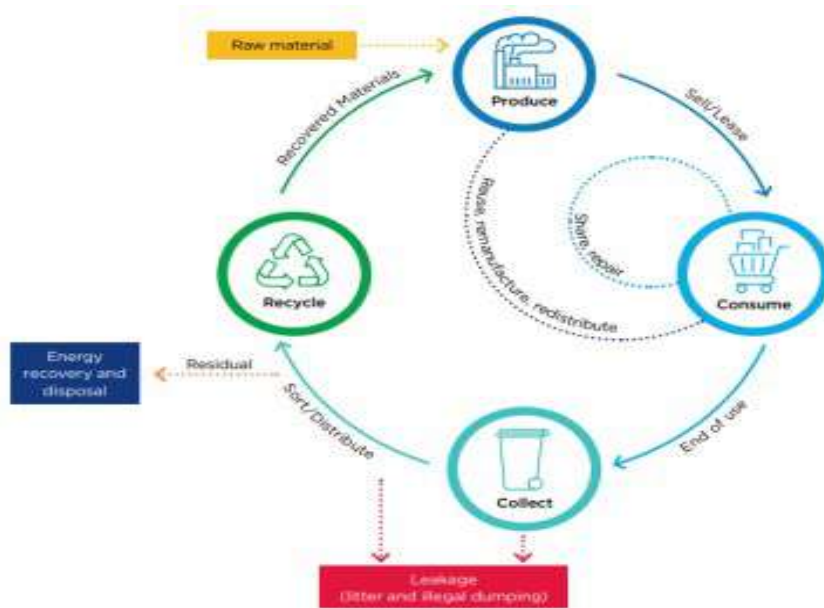 Raw material
Produce
Recovered Materials
Sell/Lease
Reuse, remanufacture, redistribute
Share, repair
Recycle
Consume
Energy
recovery and
disposal
Residual
Sort/Distribute
End of use
Collect
Leakage
(litter and illegal dumping)